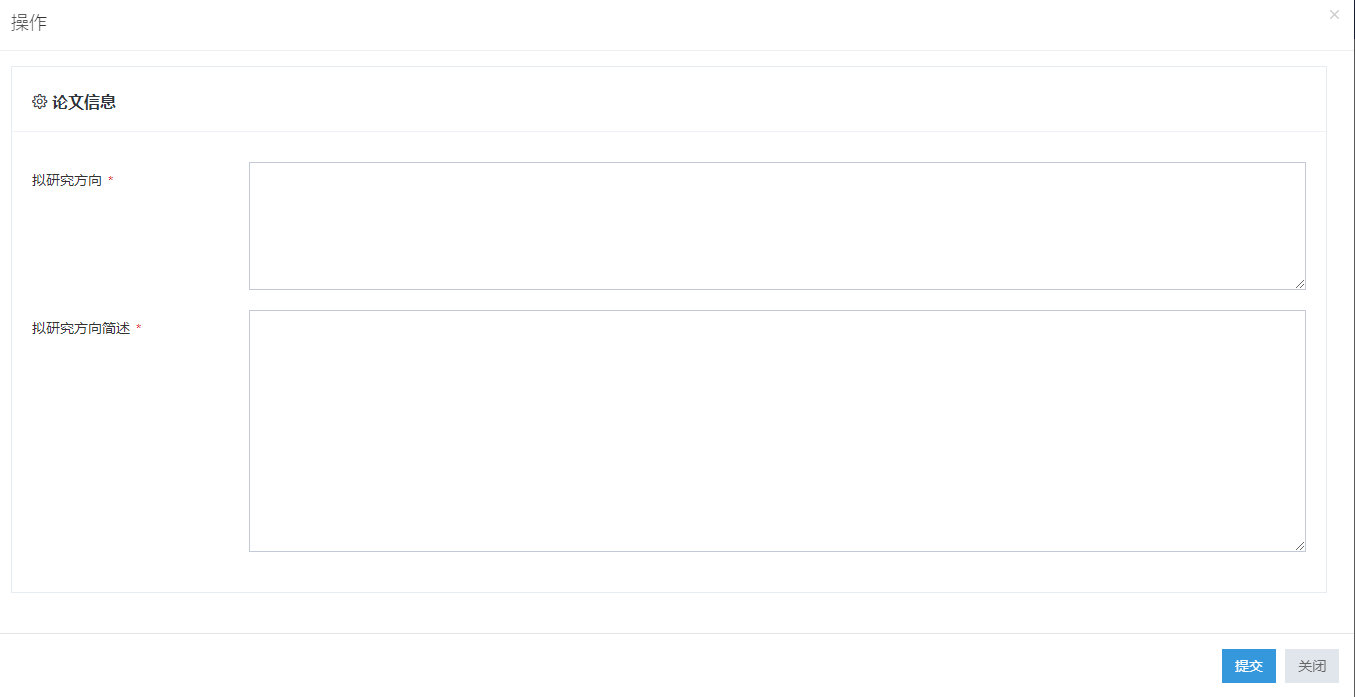 操作
论文信息
拟研究方向 *
拟研究方向简述 *
提交 关闭